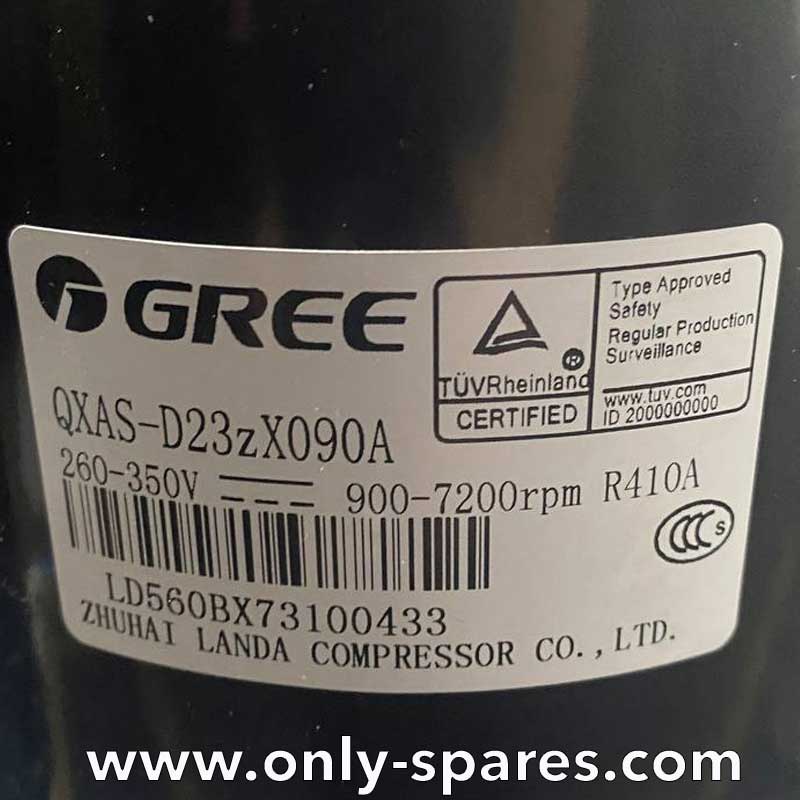 GREE
TÜVRheinland
CERTIFIED
Type Approved
Safety
Regular Production
Surveillance
www.tuv.com
ID 2000000000
QXAS-D23zX090A
260-350V ⎓ 900-7200rpm R410A
CCC S
LD560BX73100433
ZHUHAI LANDA COMPRESSOR CO.,LTD.
www.only-spares.com